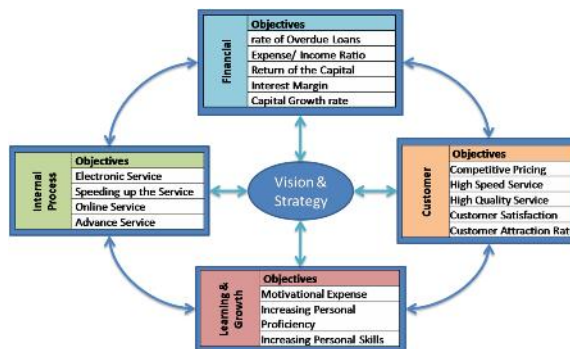 Financial
Objectives
rate of Overdue Loans
Expense/ Income Ratio
Return of the Capital
Interest Margin
Capital Growth rate
Internal
Process
Objectives
Electronic Service
Speeding up the Service
Online Service
Advance Service
Vision &
Strategy
Customer
Objectives
Competitive Pricing
High Speed Service
High Quality Service
Customer Satisfaction
Customer Attraction Rat
Learning &
Growth
Objectives
Motivational Expense
Increasing Personal
Proficiency
Increasing Personal Skills